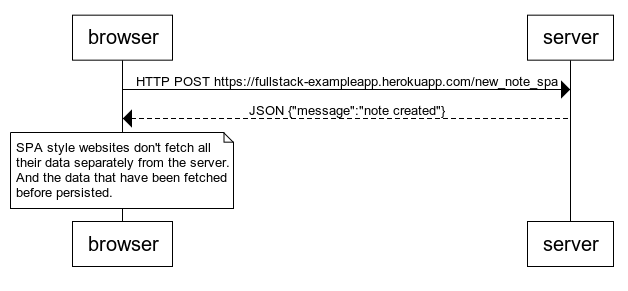 browser
server
HTTP POST https://fullstack-exampleapp.herokuapp.com/new_note_spa
JSON {"message":"note created"}
SPA style websites don't fetch all
their data separately from the server.
And the data that have been fetched
before persisted.
browser
server